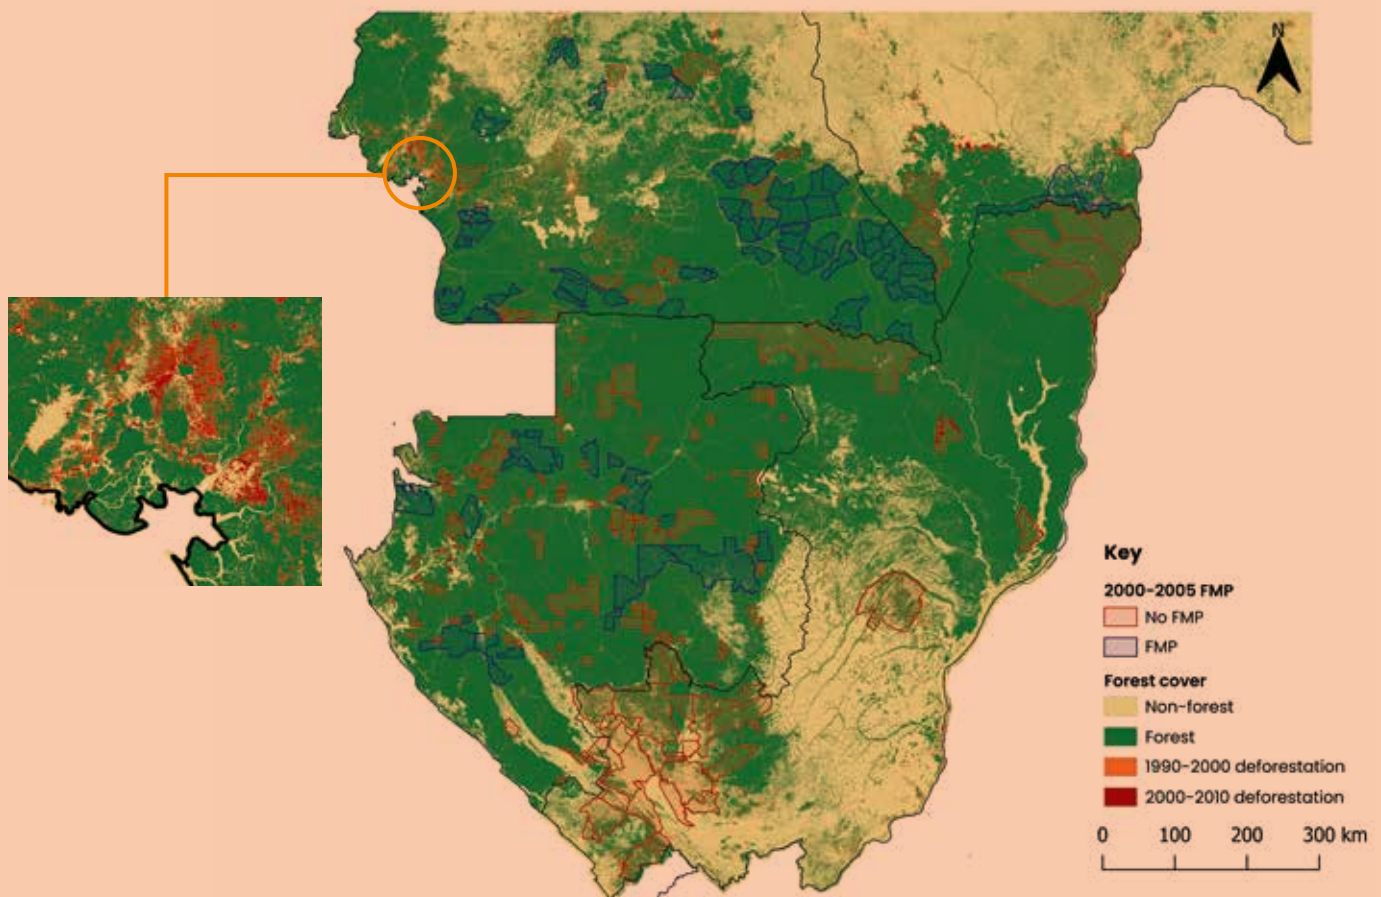 N
Key
2000-2005 FMP
No FMP
FMP
Forest cover
Non-forest
Forest
1990-2000 deforestation
2000-2010 deforestation
0 100 200 300 km